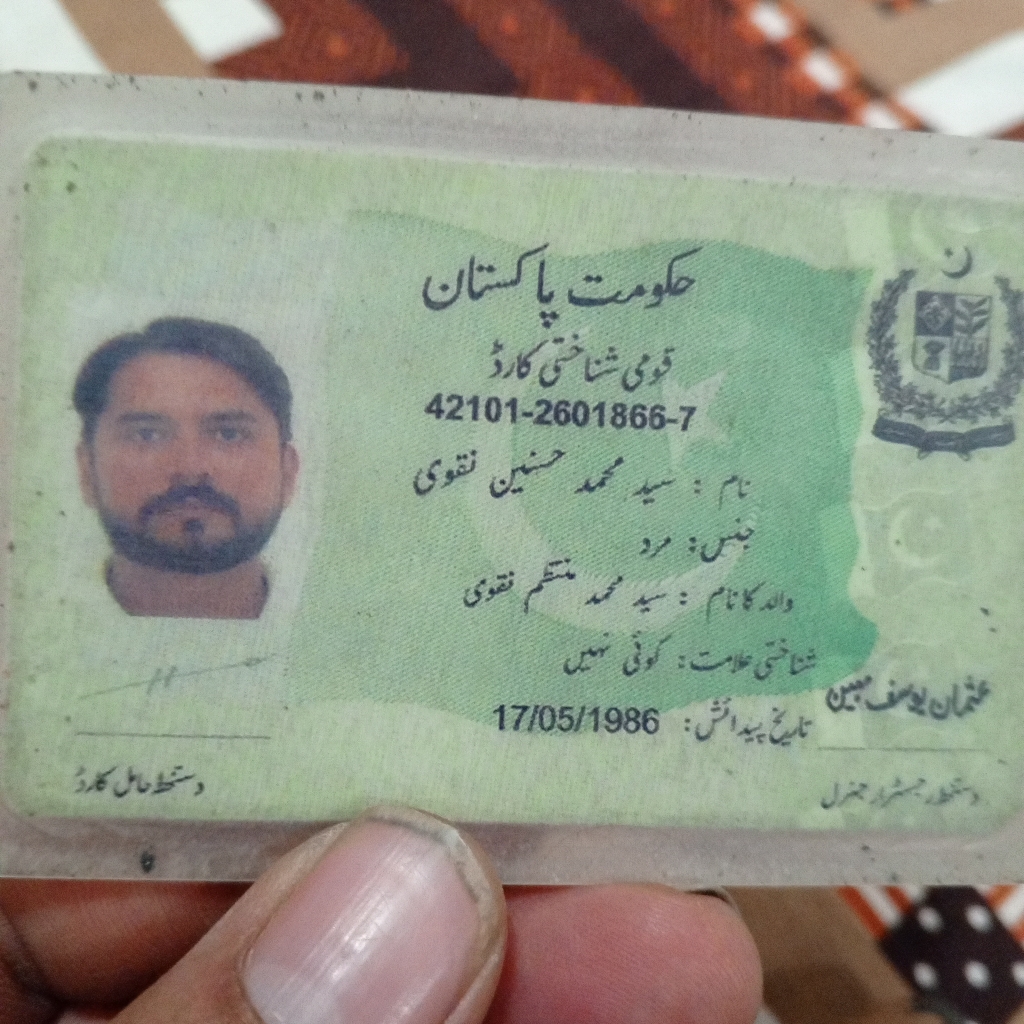 حکومت پاکستان
قومی شناختی کارڈ
42101-2601866-7
نام : سید محمد حسنین نقوی
جنس: مرد
والد کا نام : سید محمد منتظم نقوی
شناختی علامت: کوئی نہیں
تاریخ پیدائش: 17/05/1986
عثمان یوسف مبین
دستخط رجسٹرار جنرل
دستخط حامل کارڈ